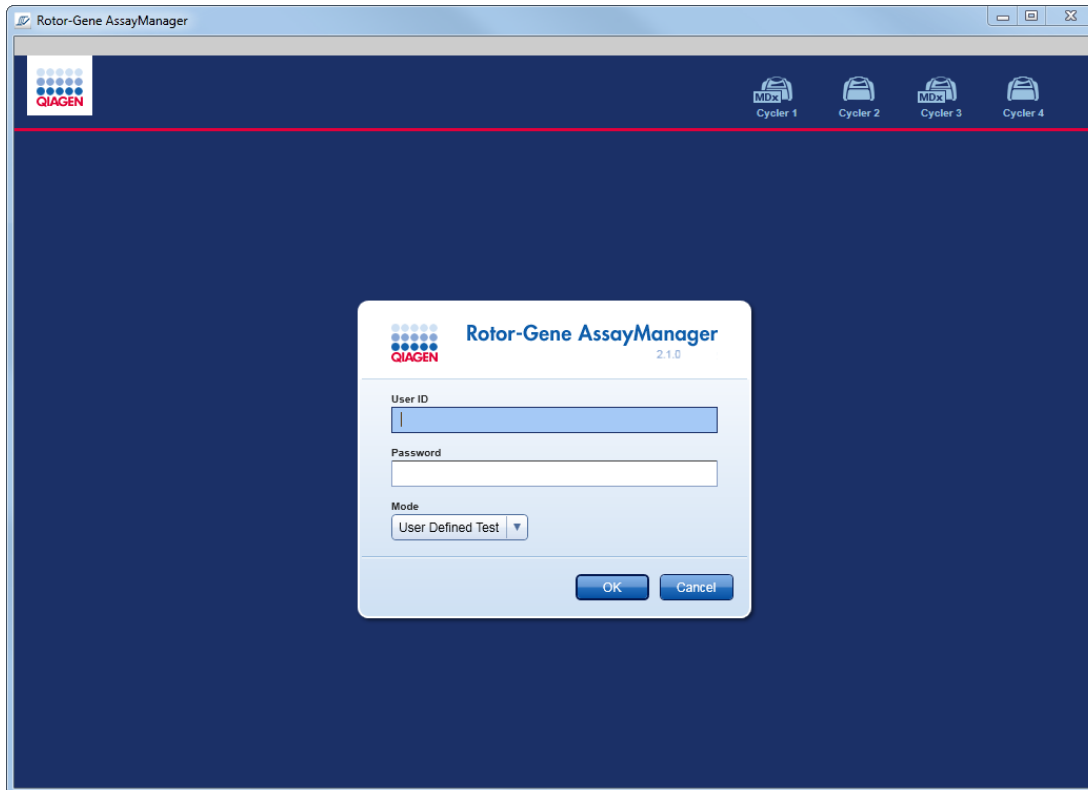 Rotor-Gene AssayManager
QIAGEN
MDx MDx
Cycler 1 Cycler 2 Cycler 3 Cycler 4
QIAGEN
Rotor-Gene AssayManager
2.1.0
User ID
Password
Mode
User Defined Test
OK Cancel